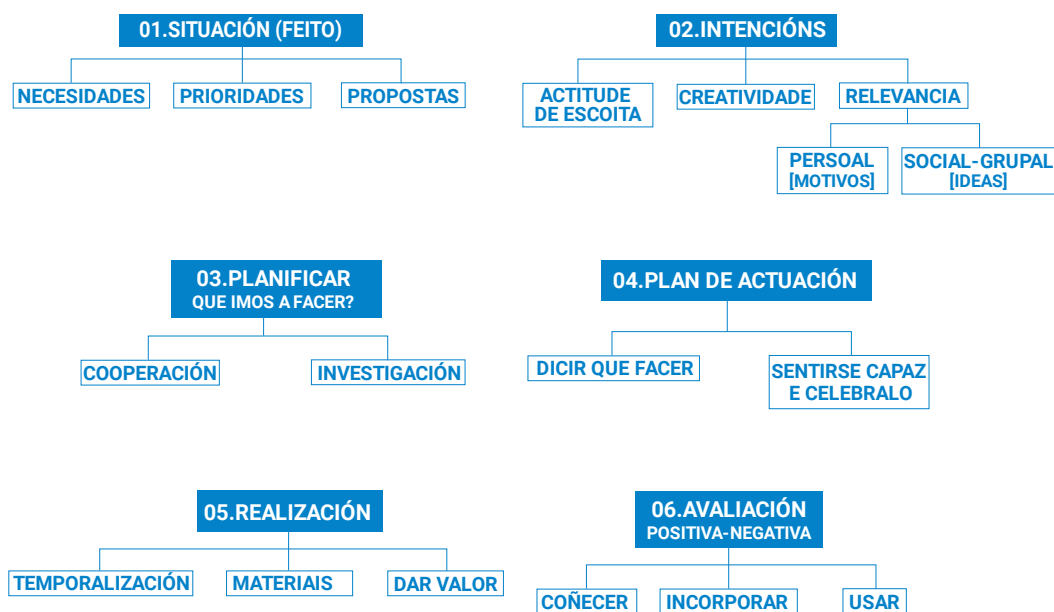 01.SITUACIÓN (FEITO)
NECESIDADES
PRIORIDADES
PROPOSTAS
02.INTENCIÓNS
ACTITUDE
DE ESCOITA
CREATIVIDADE
RELEVANCIA
PERSOAL
[MOTIVOS]
SOCIAL-GRUPAL
[IDEAS]
03.PLANIFICAR
QUE IMOS A FACER?
COOPERACIÓN
INVESTIGACIÓN
04.PLAN DE ACTUACIÓN
DICIR QUE FACER
SENTIRSE CAPAZ
E CELEBRALO
05.REALIZACIÓN
TEMPORALIZACIÓN
MATERIAIS
DAR VALOR
06.AVALIACIÓN
POSITIVA-NEGATIVA
COÑECER
INCORPORAR
USAR